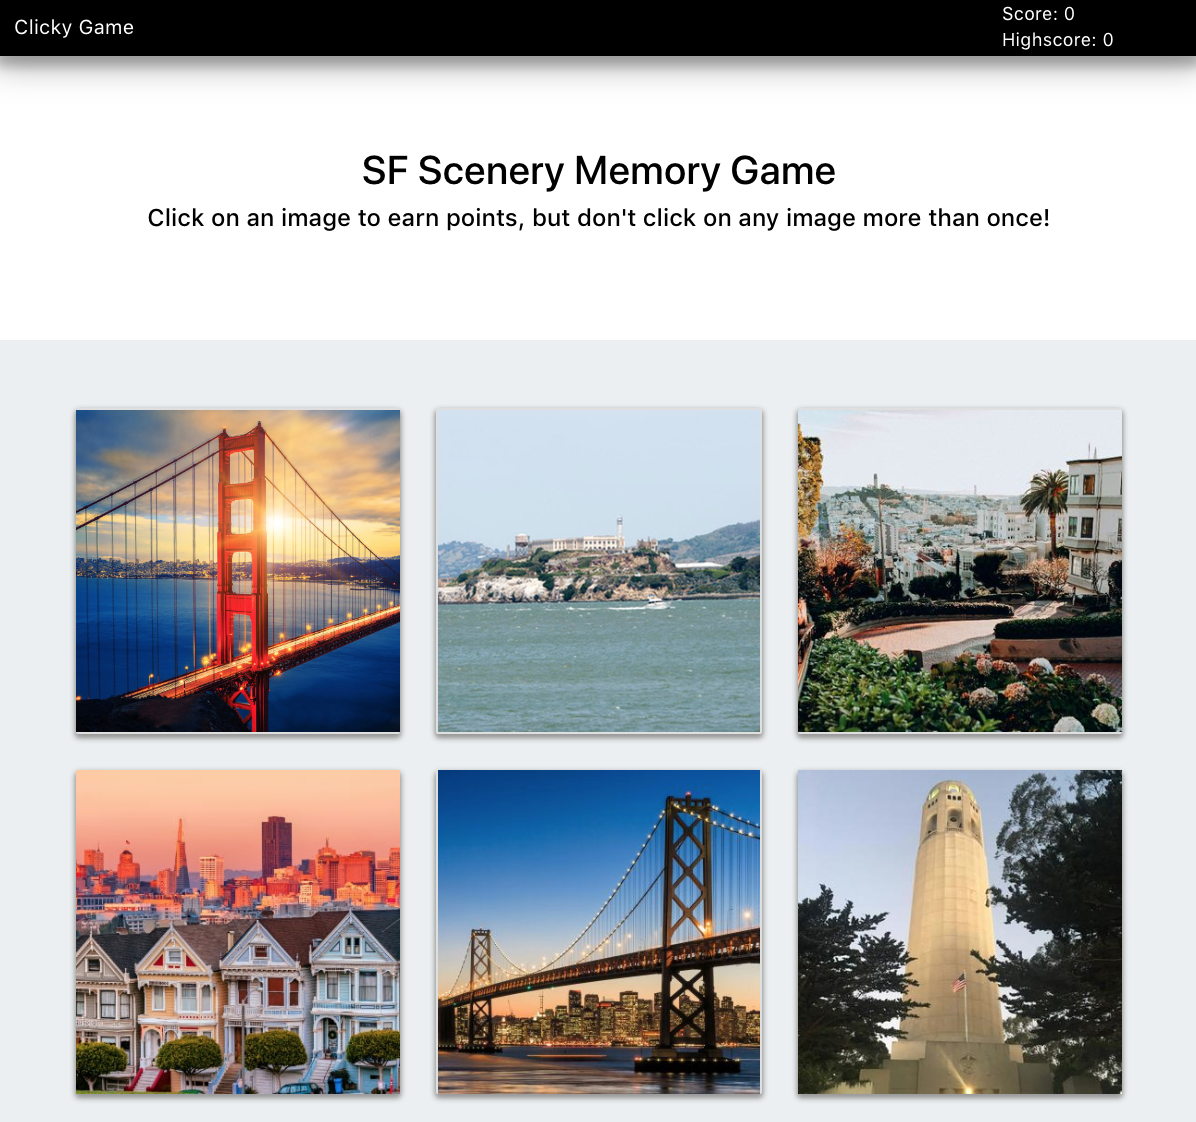 Clicky Game
Score: 0
Highscore: 0
SF Scenery Memory Game
Click on an image to earn points, but don't click on any image more than once!